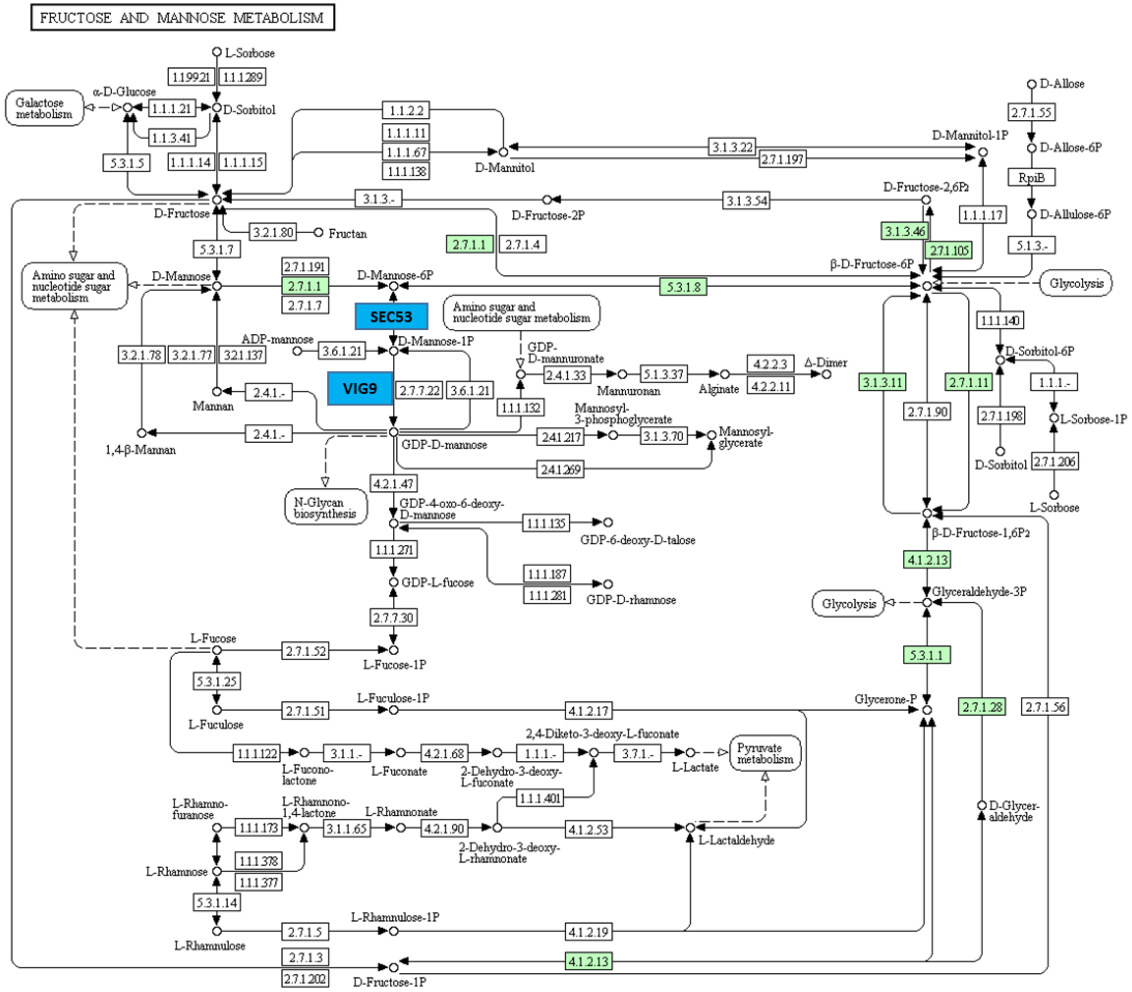 FRUCTOSE AND MANNOSE METABOLISM
L-Sorbose
1.1.99.21
1.1.1.289
α-D-Glucose
Galactose
metabolism
1.1.1.21
D-Sorbitol
1.1.3.41
5.3.1.5
1.1.1.14
1.1.1.15
1.1.2.2
1.1.1.11
1.1.1.67
1.1.1.138
D-Mannitol
3.1.3.22
2.7.1.197
D-Mannitol-1P
D-Allose
2.7.1.55
D-Allose-6P
RpiB
D-Allulose-6P
5.1.3.-
1.1.1.17
D-Fructose
3.1.3.-
D-Fructose-2P
3.1.3.54
D-Fructose-2,6P2
3.2.1.80
Fructan
5.3.1.7
2.7.1.1
2.7.1.4
3.1.3.46
2.7.1.105
β-D-Fructose-6P
Glycolysis
Amino sugar and
nucleotide sugar
metabolism
D-Mannose
2.7.1.191
2.7.1.1
2.7.1.7
D-Mannose-6P
5.3.1.8
SEC53
Amino sugar and
nucleotide sugar metabolism
ADP-mannose
3.6.1.21
D-Mannose-1P
GDP-
D-mannuronate
2.4.1.33
Mannuronan
5.1.3.37
Alginate
4.2.2.3
4.2.2.11
Δ-Dimer
3.2.1.78
3.2.1.77
3.2.1.137
VIG9
2.7.7.22
3.6.1.21
1.1.1.132
Mannan
2.4.1.-
Mannosyl-
3-phosphoglycerate
1,4-β-Mannan
2.4.1.-
GDP-D-mannose
2.4.1.217
3.1.3.70
Mannosyl-
glycerate
2.4.1.269
3.1.3.11
2.7.1.11
2.7.1.90
1.1.1.140
D-Sorbitol-6P
1.1.1.-
2.7.1.198
L-Sorbose-1P
D-Sorbitol
2.7.1.206
L-Sorbose
4.2.1.47
N-Glycan
biosynthesis
GDP-4-oxo-6-deoxy-
D-mannose
1.1.1.135
GDP-6-deoxy-D-talose
1.1.1.271
1.1.1.187
1.1.1.281
GDP-D-rhamnose
GDP-L-fucose
2.7.7.30
β-D-Fructose-1,6P2
4.1.2.13
Glycolysis
Glyceraldehyde-3P
L-Fucose
2.7.1.52
L-Fucose-1P
5.3.1.25
5.3.1.1
L-Fuculose
2.7.1.51
L-Fuculose-1P
4.1.2.17
Glycerone-P
2.7.1.28
2.7.1.56
2,4-Diketo-3-deoxy-L-fuconate
1.1.1.122
L-Fucono-
lactone
3.1.1.-
L-Fuconate
4.2.1.68
2-Dehydro-3-deoxy-
L-fuconate
1.1.1.-
3.7.1.-
L-Lactate
Pyruvate
metabolism
1.1.1.401
L-Rhamno-
furanose
1.1.1.173
L-Rhamnono-
1,4-lactone
3.1.1.65
L-Rhamnonate
4.2.1.90
2-Dehydro-3-deoxy-
L-rhamnonate
4.1.2.53
L-Lactaldehyde
D-Glycer-
aldehyde
L-Rhamnose
1.1.1.378
1.1.1.377
5.3.1.14
L-Rhamnulose
2.7.1.5
L-Rhamnulose-1P
4.1.2.19
2.7.1.3
2.7.1.202
D-Fructose-1P
4.1.2.13